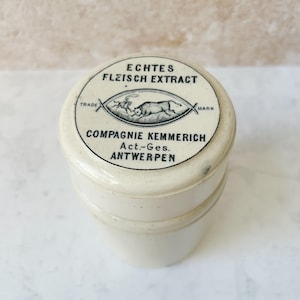 ECHTES
FLEISCH EXTRACT
TRADE MARK
COMPAGNIE KEMMERICH
Act.-Ges.
ANTWERPEN